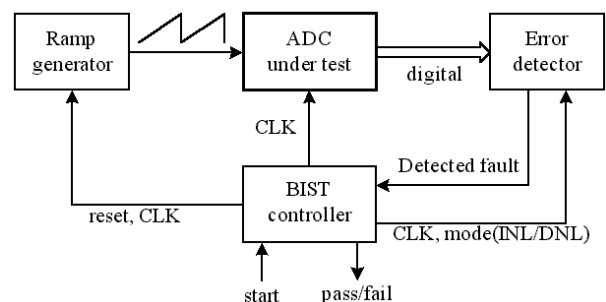 Ramp
generator
ADC
under test
Error
detector
digital
CLK
Detected fault
BIST
controller
reset, CLK
CLK, mode(INL/DNL)
start
pass/fail